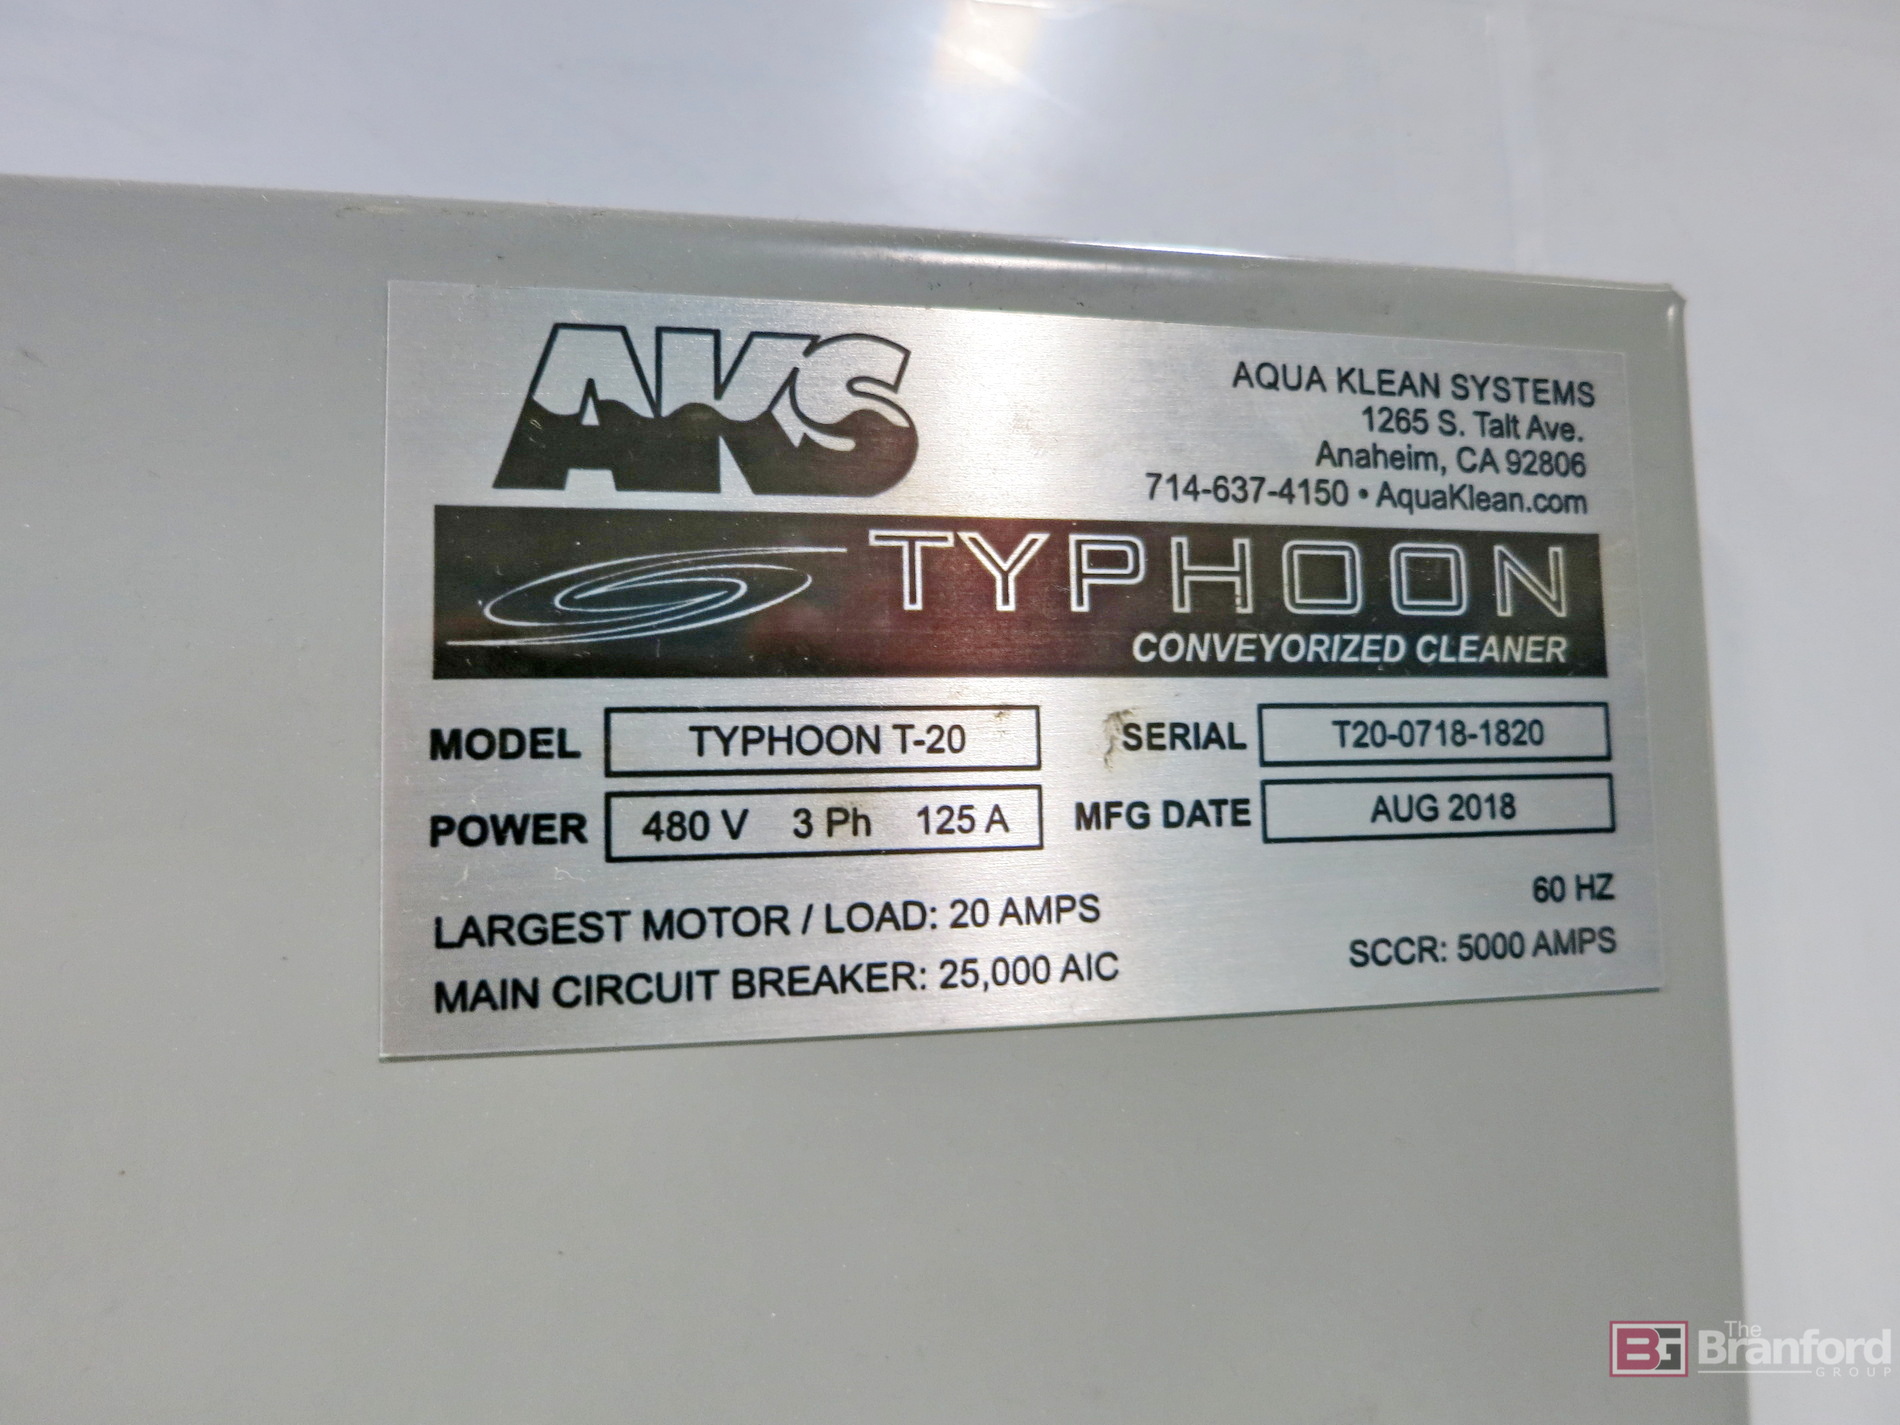 AKS
AQUA KLEAN SYSTEMS
1265 S. Talt Ave.
Anaheim, CA 92806
714-637-4150 • AquaKlean.com
TYPHOON
CONVEYORIZED CLEANER
MODEL TYPHOON T-20 SERIAL T20-0718-1820
POWER 480 V 3 Ph 125 A MFG DATE AUG 2018
60 HZ
LARGEST MOTOR / LOAD: 20 AMPS
MAIN CIRCUIT BREAKER: 25,000 AIC SCCR: 5000 AMPS
BG The
Branford
GROUP